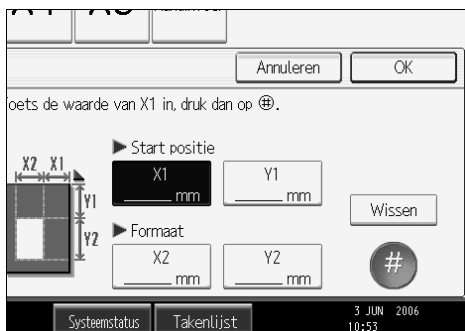 Annuleren OK
oets de waarde van X1 in, druk dan op #.
Start positie
X2 X1
X1 Y1
mm mm
Y1
Wissen
Formaat
Y2
X2 Y2
#
mm mm
Systeemstatus Takenlijst
3 JUN 2006
10:53